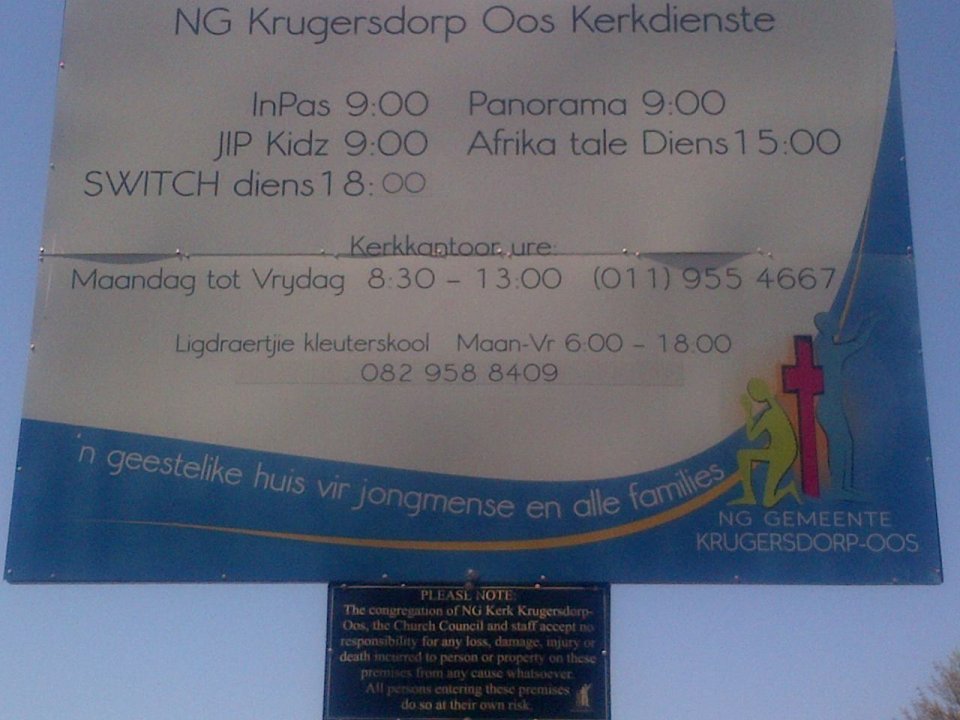 NG Krugersdorp Oos Kerkdienste
InPas 9:00 Panorama 9:00
JIP Kidz 9:00 Afrika tale Diens 15:00
SWITCH diens 18:00
Kerkkantoor ure:
Maandag tot Vrydag 8:30 - 13:00 (011) 955 4667
Ligdraertjie kleuterskool Maan-Vr 6:00 - 18:00
082 958 8409
'n geestelike huis vir jongmense en alle families
NG GEMEENTE
KRUGERSDORP-OOS
PLEASE NOTE:
The congregation of NG Kerk Krugersdorp-
Oos, the Church Council and staff accept no
responsibility for any loss, damage, injury or
death incurred to person or property on these
premises from any cause whatsoever.
All persons entering these premises
do so at their own risk.